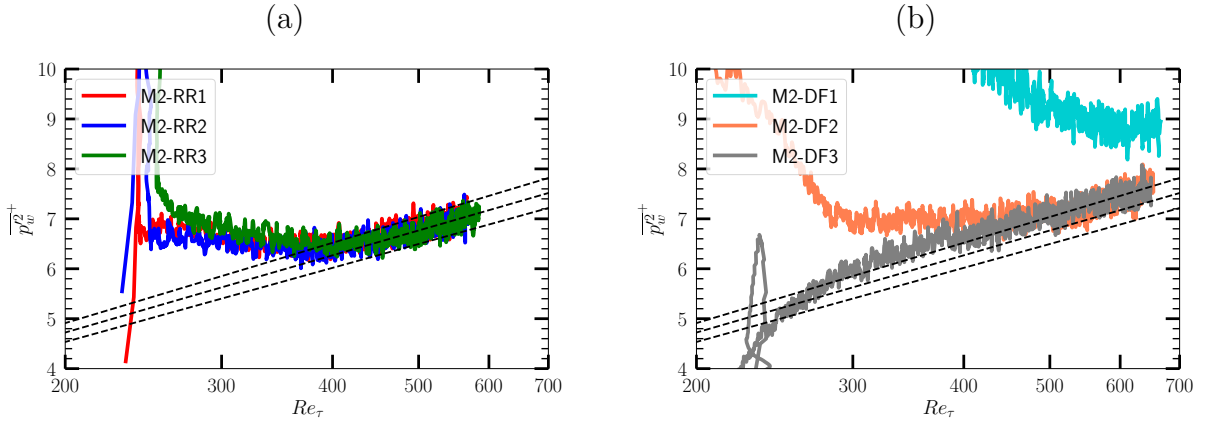 (a)
(b)
10
9
8
7
6
5
4
200
300
400
500
600
700
$\overline{p_w'^2}^+$
$Re_\tau$
M2-RR1
M2-RR2
M2-RR3
10
9
8
7
6
5
4
200
300
400
500
600
700
$\overline{p_w'^2}^+$
$Re_\tau$
M2-DF1
M2-DF2
M2-DF3